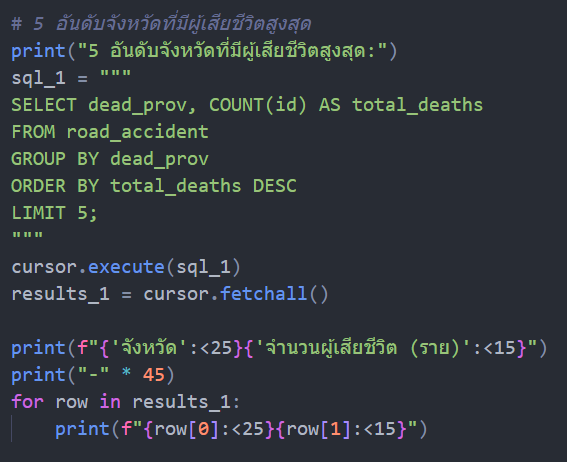 # 5 อันดับจังหวัดที่มีผู้เสียชีวิตสูงสุด
print("5 อันดับจังหวัดที่มีผู้เสียชีวิตสูงสุด:")
sql_1 = """
SELECT dead_prov, COUNT(id) AS total_deaths
FROM road_accident
GROUP BY dead_prov
ORDER BY total_deaths DESC
LIMIT 5;
"""
cursor.execute(sql_1)
results_1 = cursor.fetchall()

print(f"{'จังหวัด':<25}{'จำนวนผู้เสียชีวิต (ราย)':<15}")
print("-" * 45)
for row in results_1:
    print(f"{row[0]:<25}{row[1]:<15}")